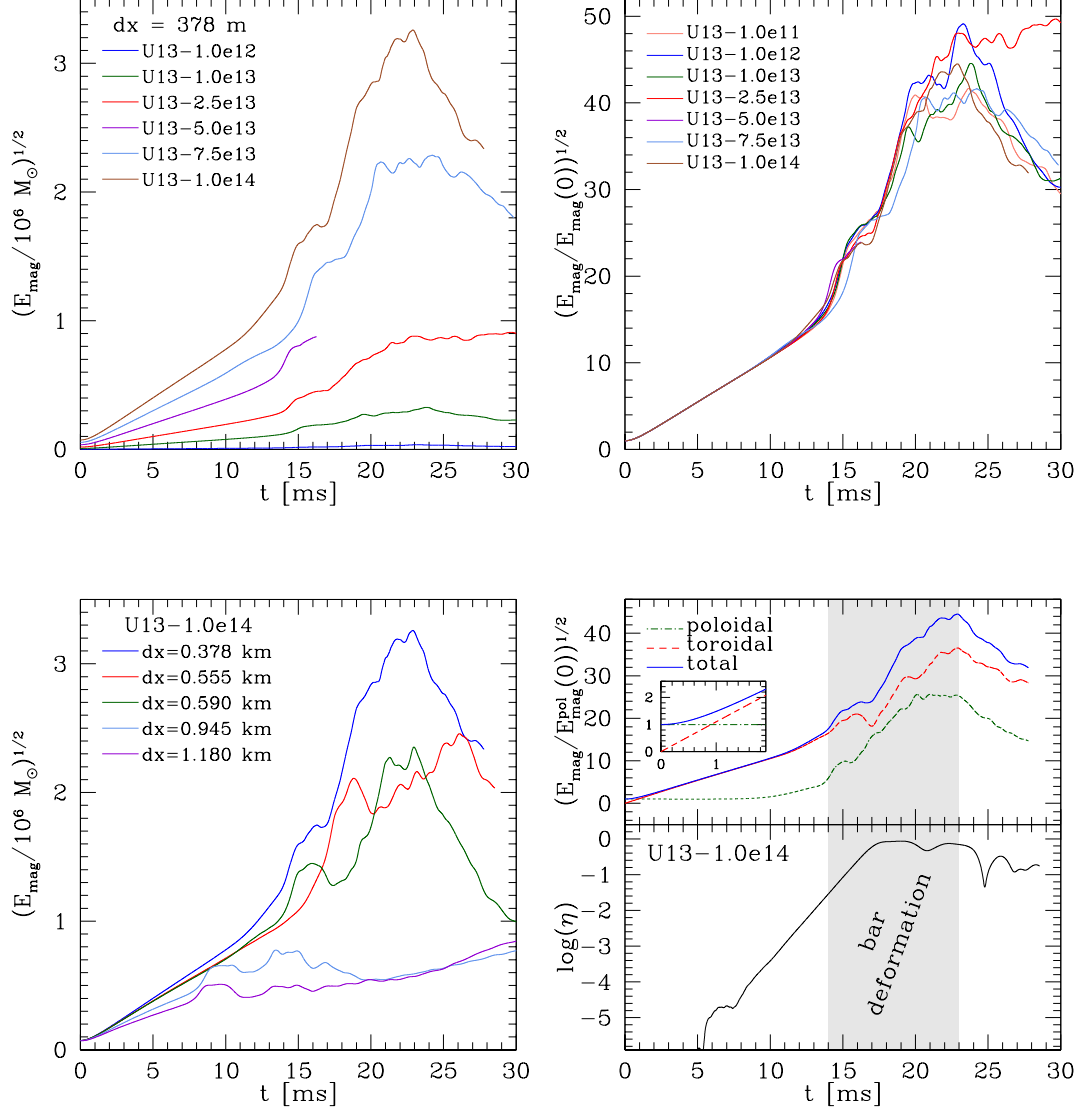 dx = 378 m
U13-1.0e12
U13-1.0e13
U13-2.5e13
U13-5.0e13
U13-7.5e13
U13-1.0e14
(E_mag/10^6 M_⊙)^1/2
3
2
1
0
0 5 10 15 20 25 30
t [ms]
U13-1.0e11
U13-1.0e12
U13-1.0e13
U13-2.5e13
U13-5.0e13
U13-7.5e13
U13-1.0e14
(E_mag/E_mag(0))^1/2
50
40
30
20
10
0
0 5 10 15 20 25 30
t [ms]
U13-1.0e14
dx=0.378 km
dx=0.555 km
dx=0.590 km
dx=0.945 km
dx=1.180 km
(E_mag/10^6 M_⊙)^1/2
3
2
1
0
0 5 10 15 20 25 30
t [ms]
poloidal
toroidal
total
(E_mag/E_mag^pol(0))^1/2
40
30
20
10
0
2
1
0
0 1
U13-1.0e14
bar
deformation
log(η)
0
-1
-2
-3
-4
-5
0 5 10 15 20 25 30
t [ms]